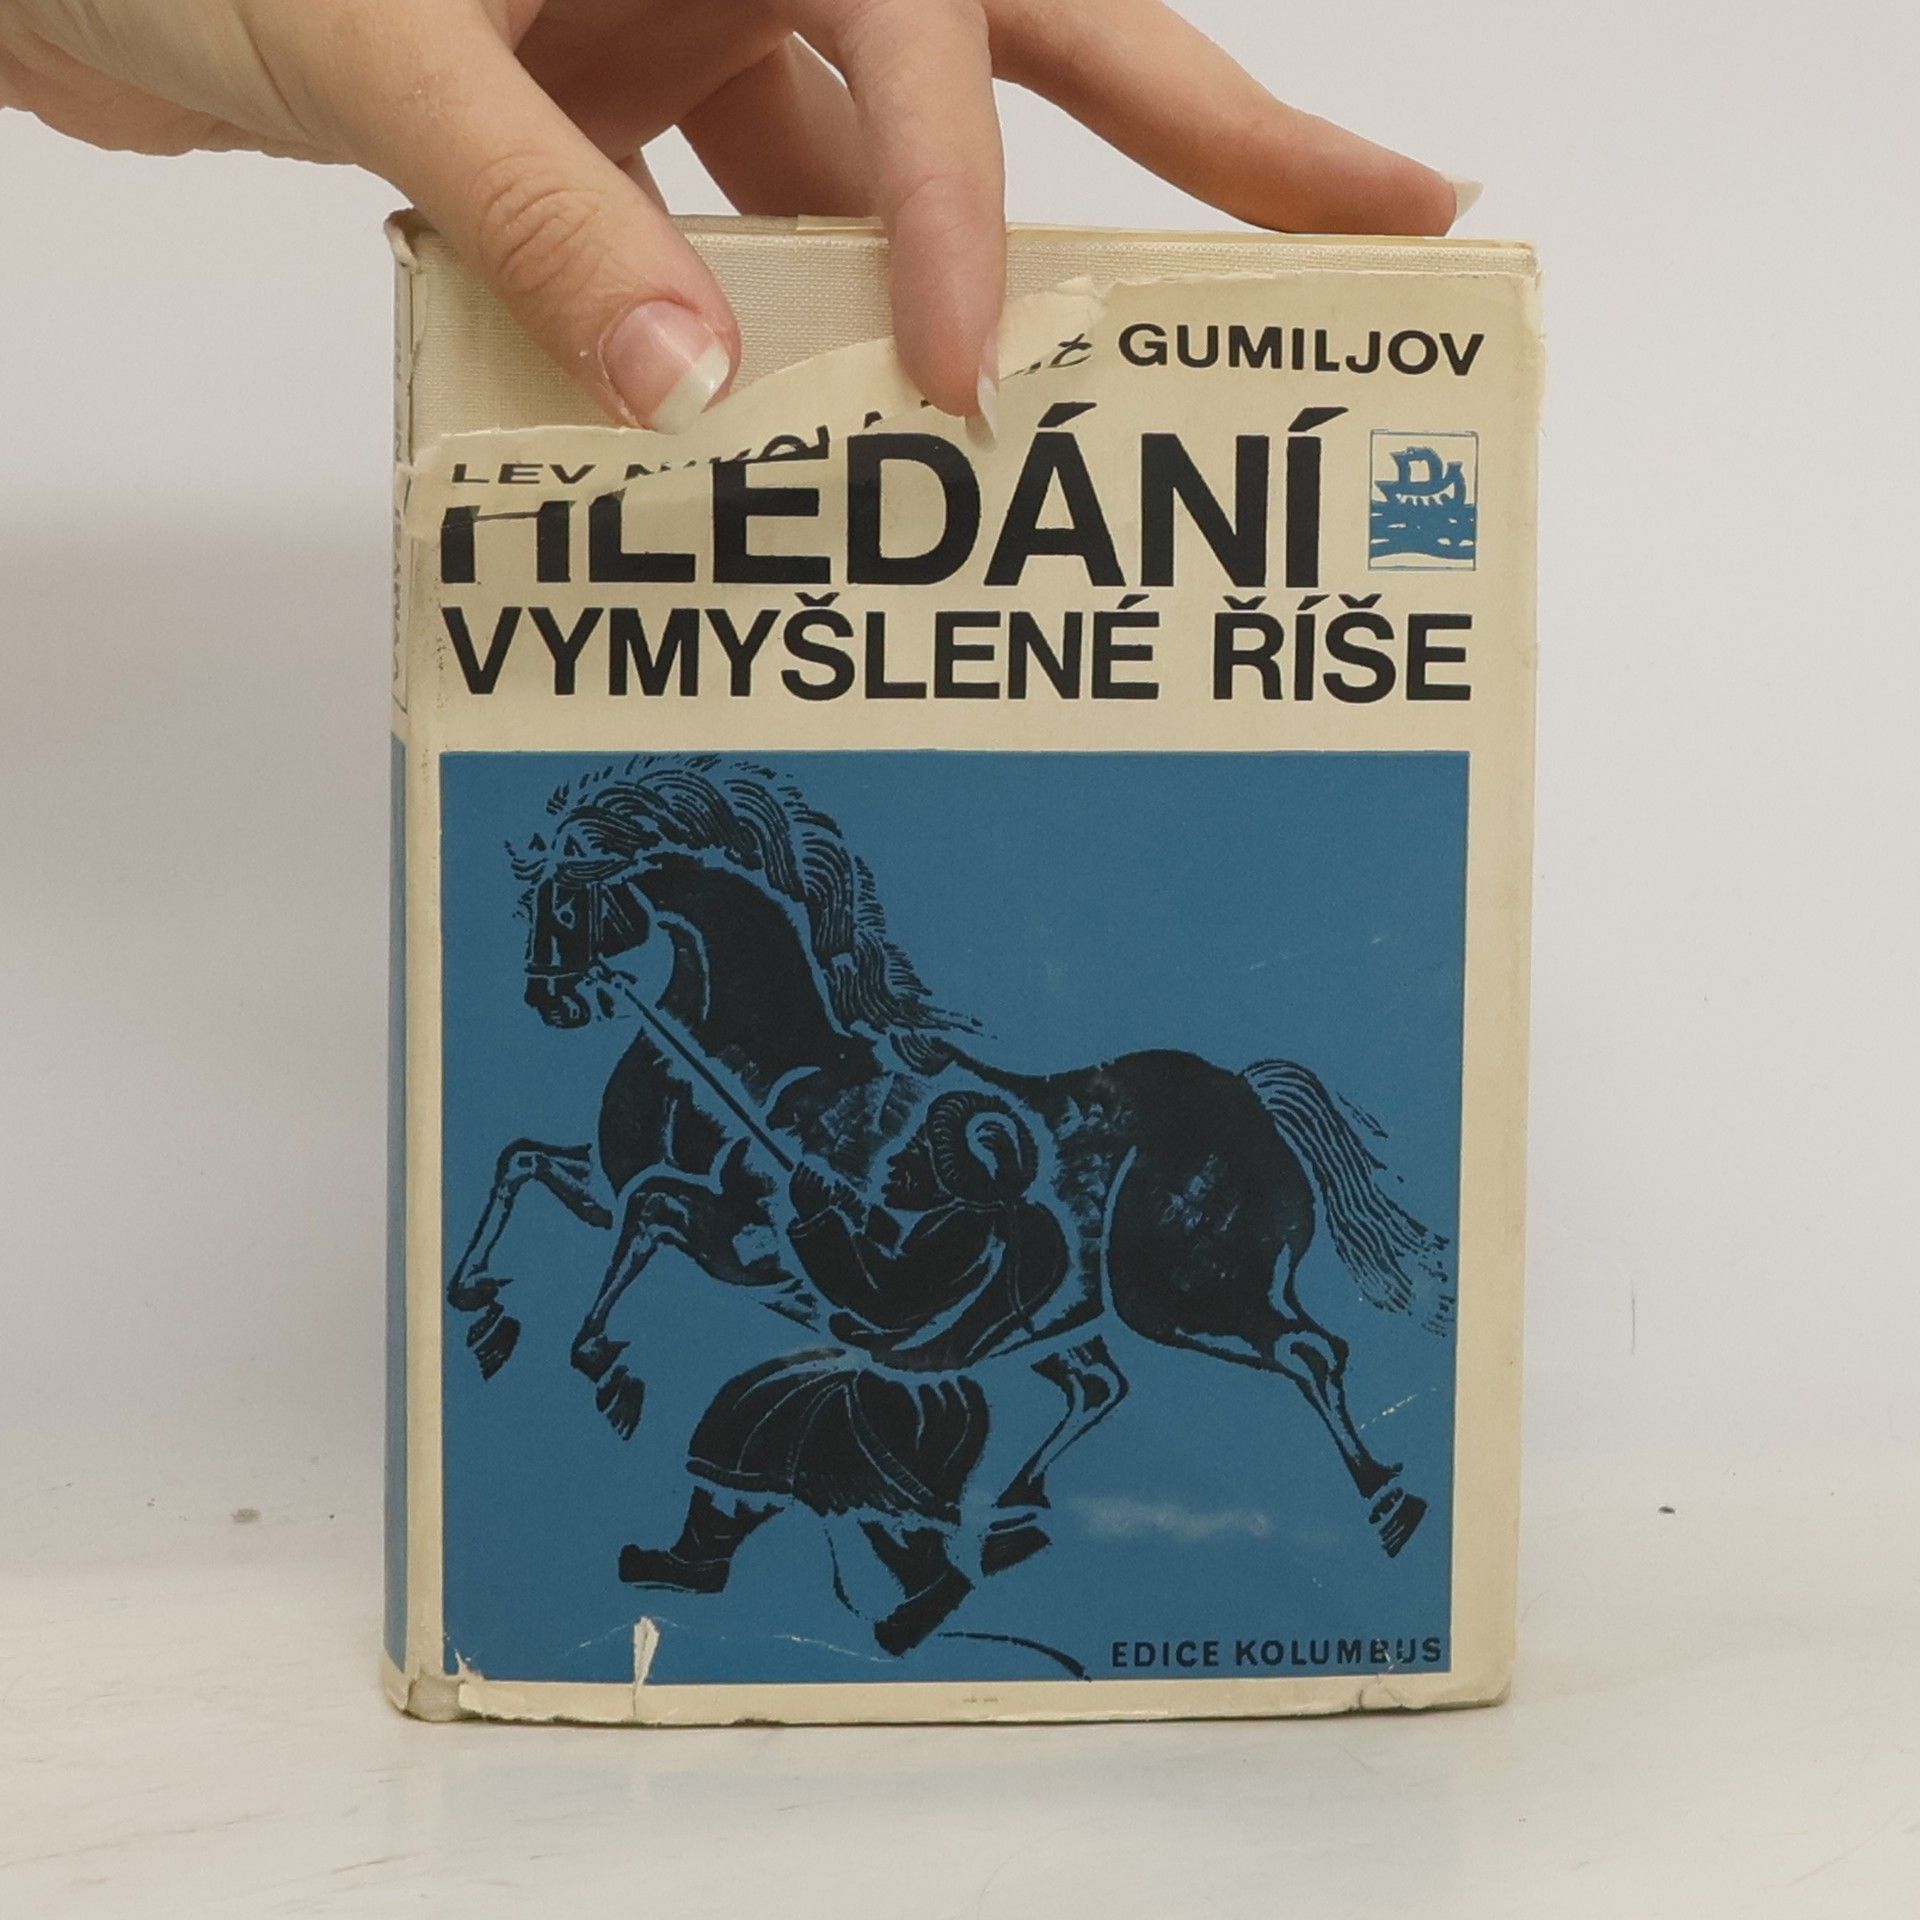 LEV GUMILJOV
HLEDÁNÍ
VYMYŠLENÉ ŘÍŠE
EDICE KOLUMBUS